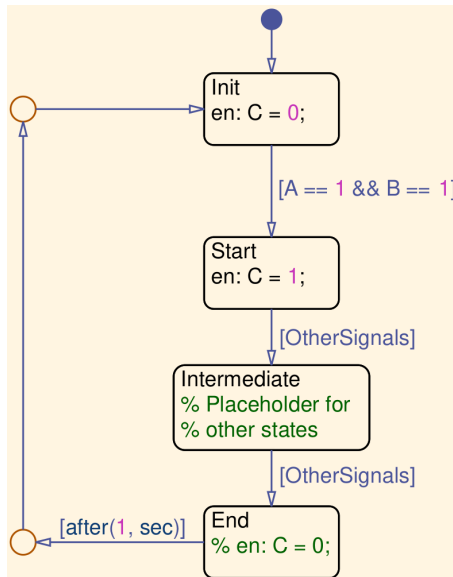 Init
en: C = 0;
[A == 1 && B == 1]
Start
en: C = 1;
[OtherSignals]
Intermediate
% Placeholder for
% other states
[OtherSignals]
End
% en: C = 0;
[after(1, sec)]